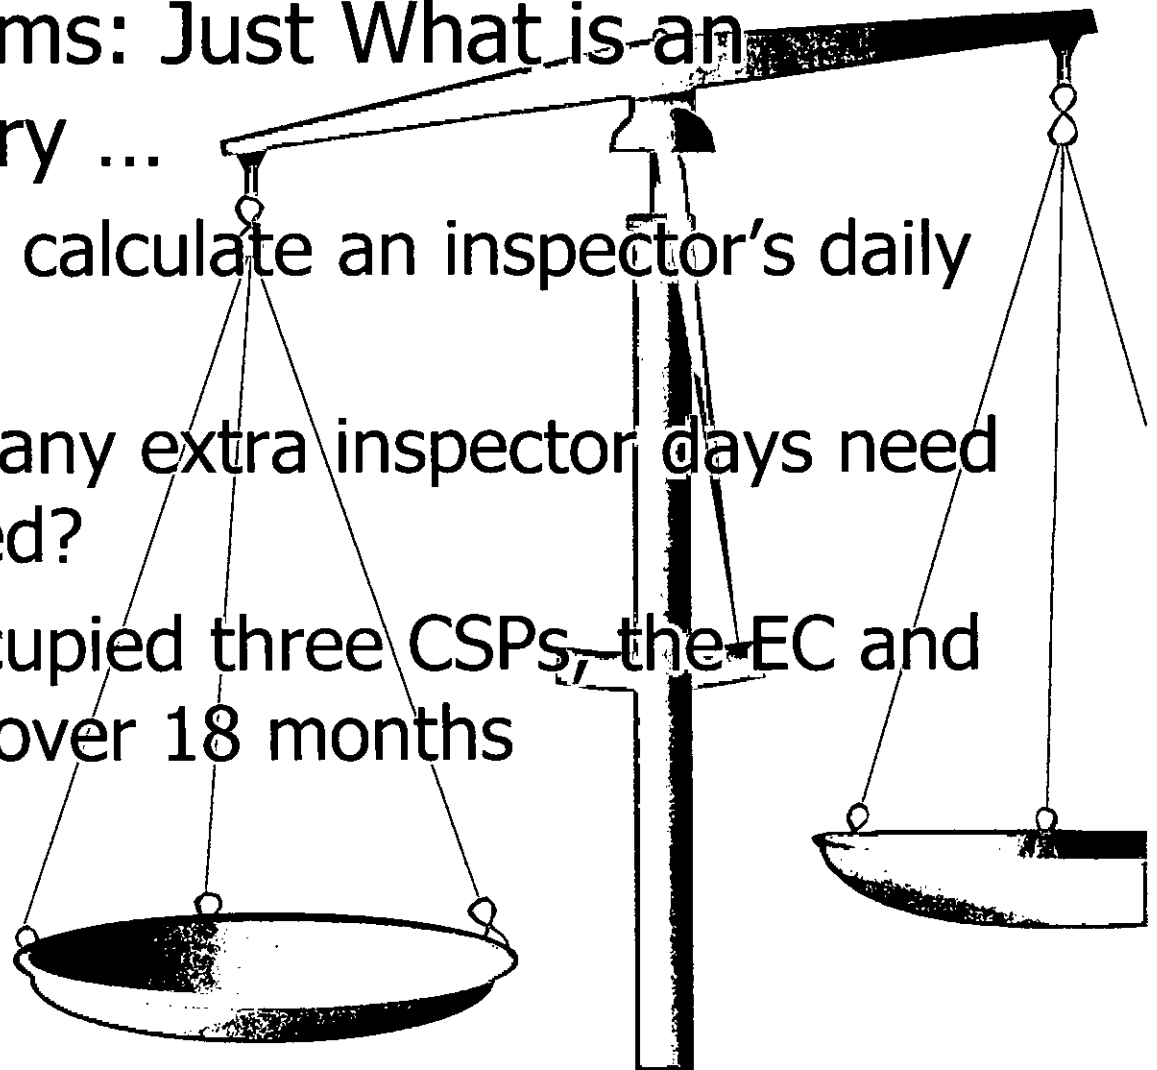 ms: Just What is an
ry ...
calculate an inspector's daily
any extra inspector days need
ed?
cupied three CSPs, the EC and
over 18 months